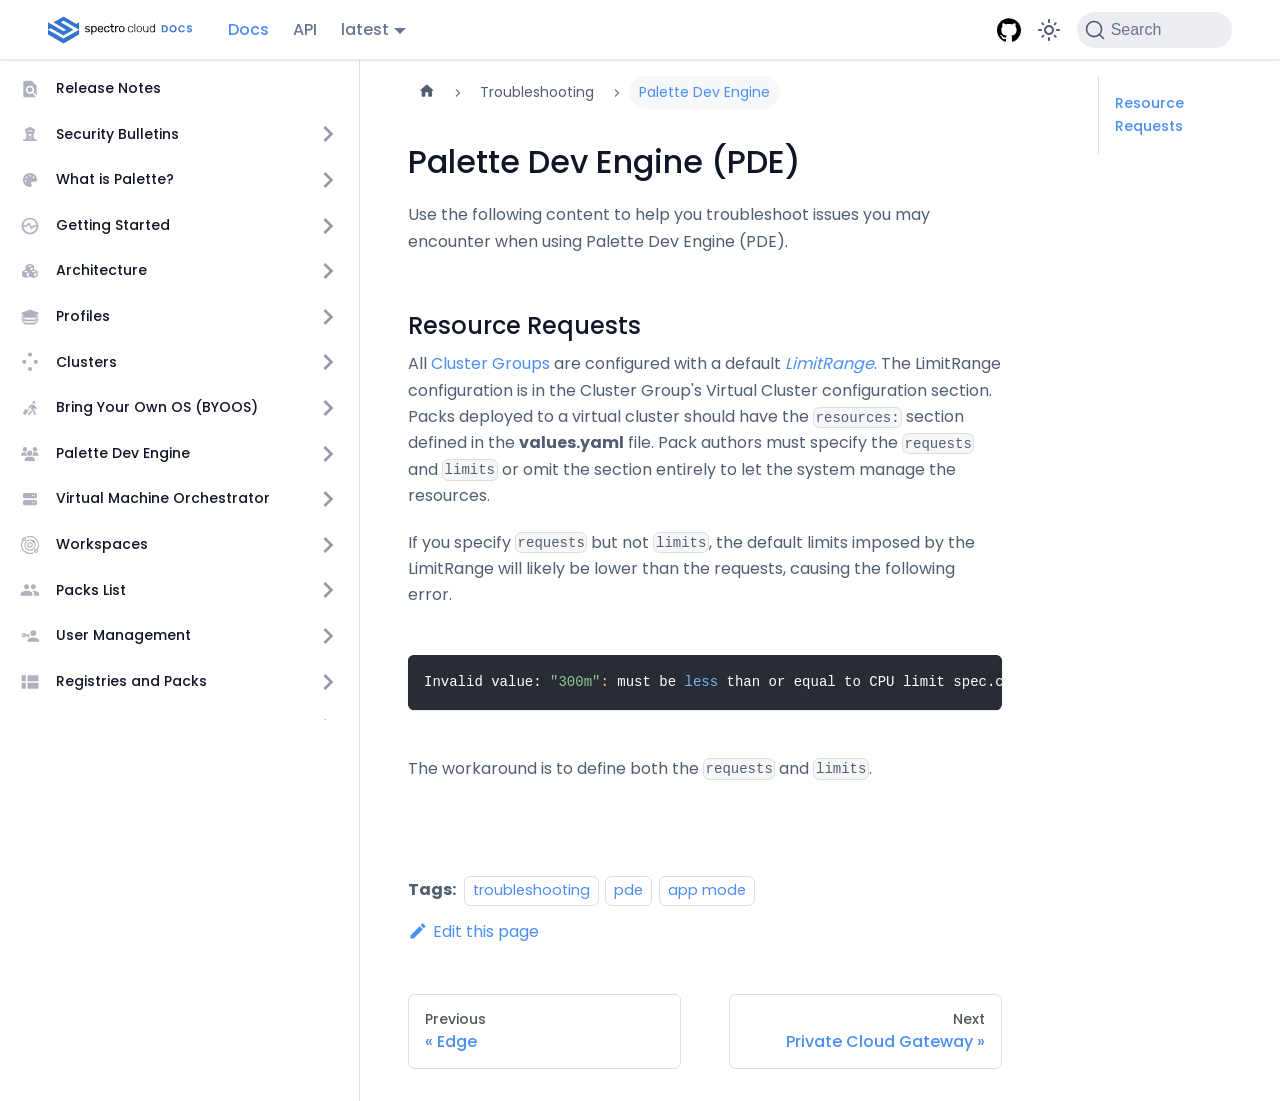 spectro cloud DOCS
Docs
API
latest
Search
Release Notes
Security Bulletins
What is Palette?
Getting Started
Architecture
Profiles
Clusters
Bring Your Own OS (BYOOS)
Palette Dev Engine
Virtual Machine Orchestrator
Workspaces
Packs List
User Management
Registries and Packs
Troubleshooting
Palette Dev Engine
Palette Dev Engine (PDE)
Use the following content to help you troubleshoot issues you may
encounter when using Palette Dev Engine (PDE).
Resource Requests
All Cluster Groups are configured with a default LimitRange. The LimitRange
configuration is in the Cluster Group's Virtual Cluster configuration section.
Packs deployed to a virtual cluster should have the resources: section
defined in the values.yaml file. Pack authors must specify the requests
and limits or omit the section entirely to let the system manage the
resources.
If you specify requests but not limits, the default limits imposed by the
LimitRange will likely be lower than the requests, causing the following
error.
Invalid value: "300m": must be less than or equal to CPU limit spec.c
The workaround is to define both the requests and limits.
Tags: troubleshooting pde app mode
Edit this page
Previous
« Edge
Next
Private Cloud Gateway »
Resource
Requests